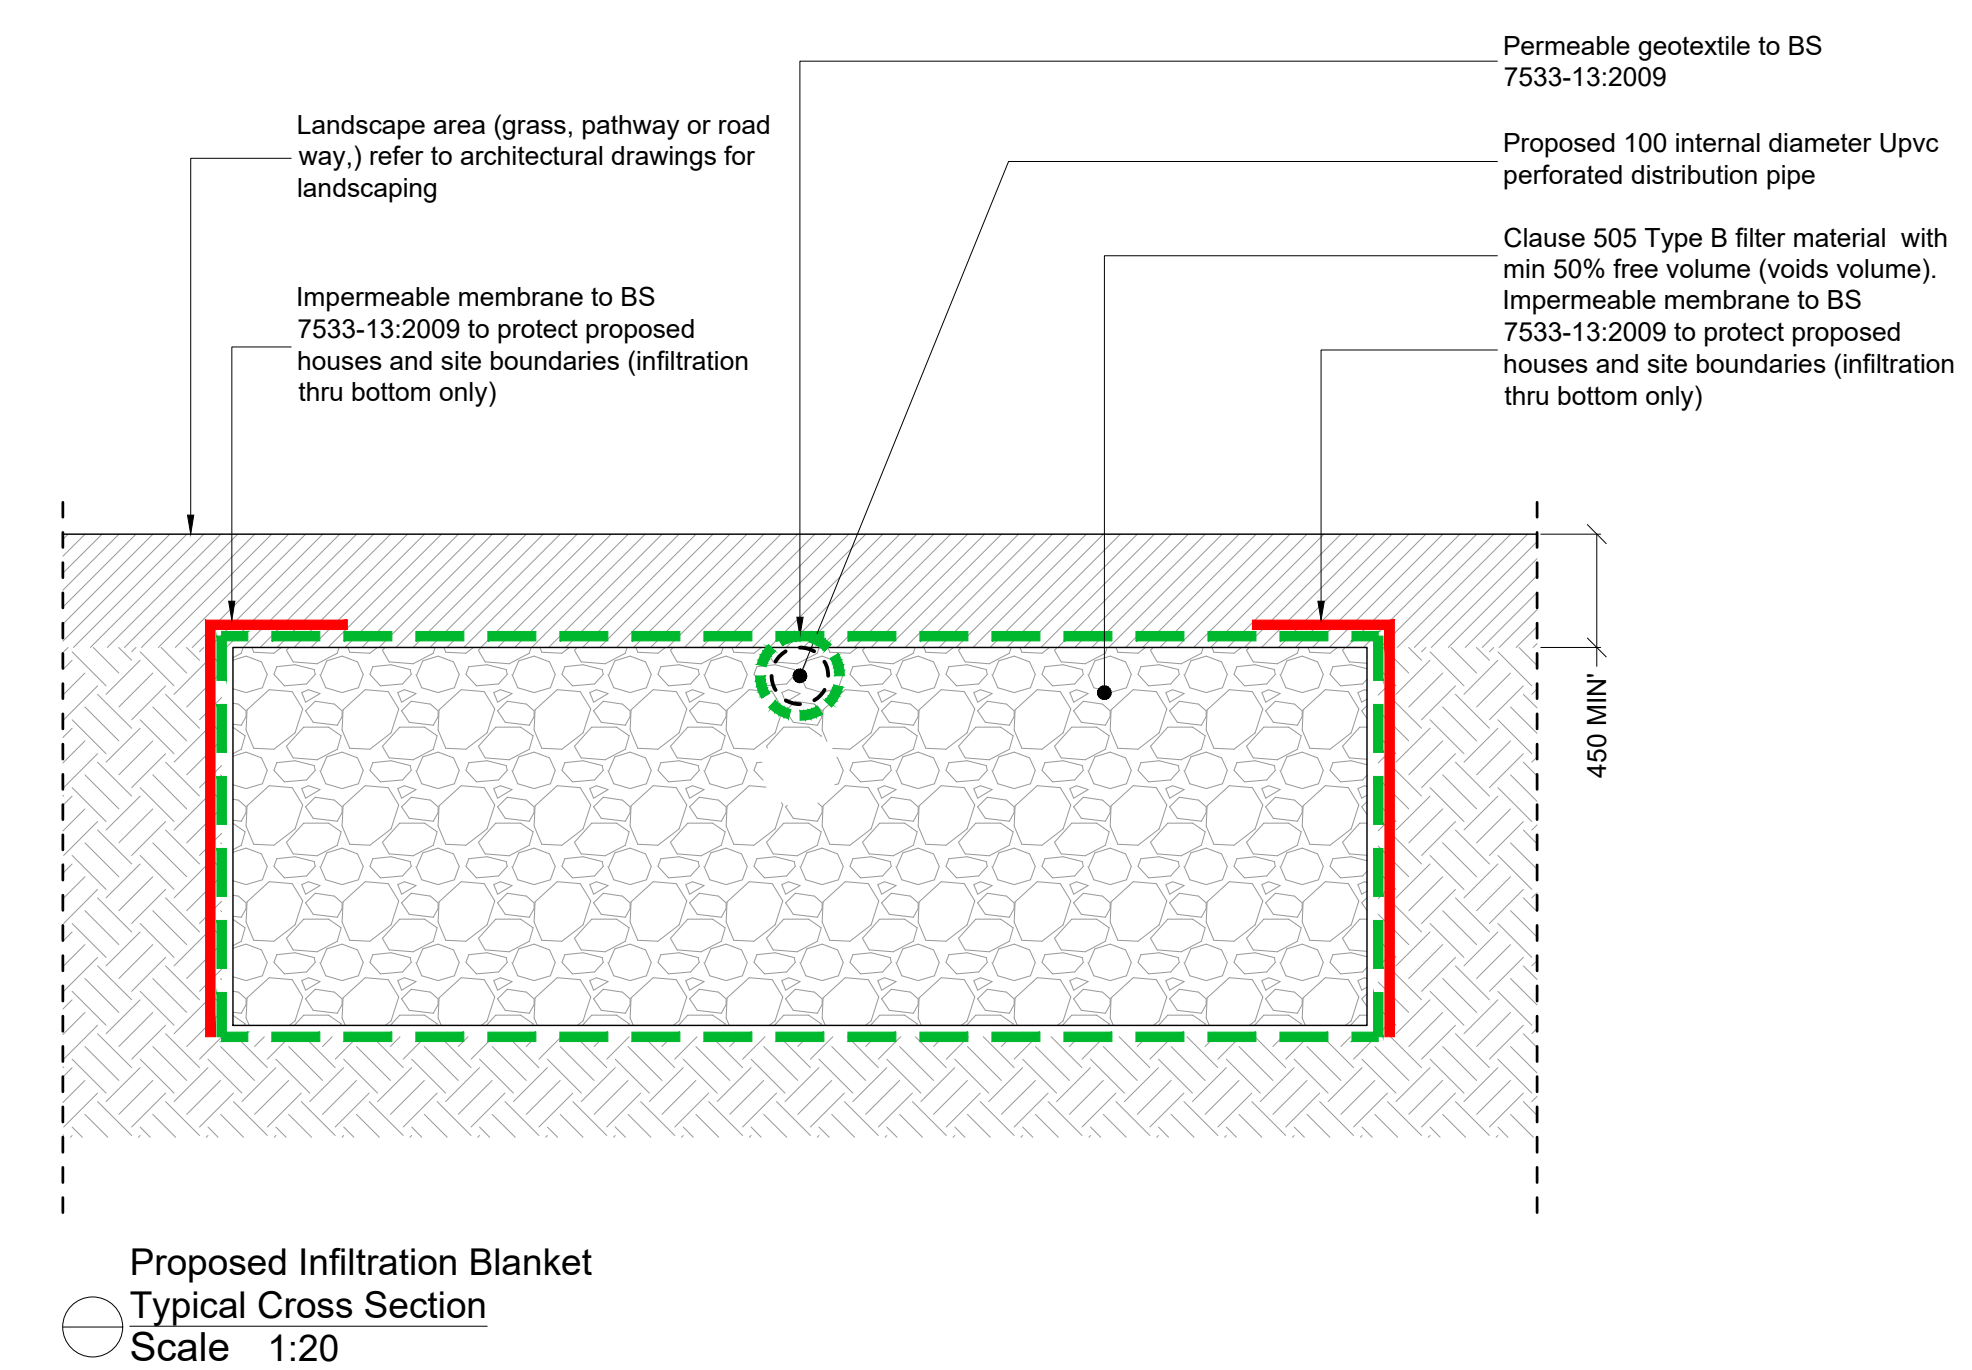 Permeable geotextile to BS
7533-13:2009
Landscape area (grass, pathway or road
way,) refer to architectural drawings for
landscaping
Proposed 100 internal diameter Upvc
perforated distribution pipe
Clause 505 Type B filter material  with
min 50% free volume (voids volume).
Impermeable membrane to BS
7533-13:2009 to protect proposed
houses and site boundaries (infiltration
thru bottom only)
Impermeable membrane to BS
7533-13:2009 to protect proposed
houses and site boundaries (infiltration
thru bottom only)
450 MIN'
Proposed Infiltration Blanket
Typical Cross Section
Scale 1:20